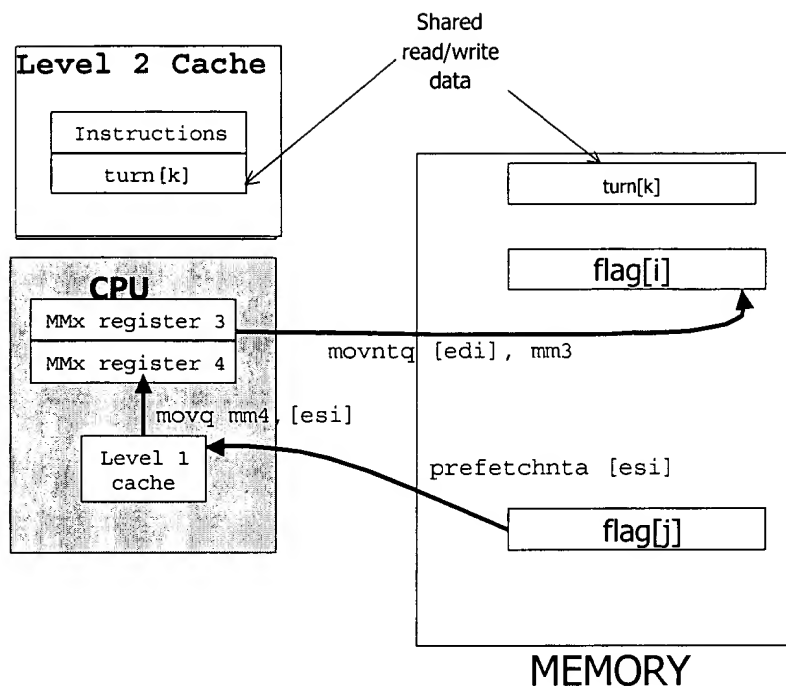 Shared
read/write
data
Level 2 Cache
Instructions
turn[k]
turn[k]
flag[i]
CPU
MMx register 3
MMx register 4
movntq [edi], mm3
movq mm4,[esi]
Level 1
cache
prefetchnta [esi]
flag[j]
MEMORY